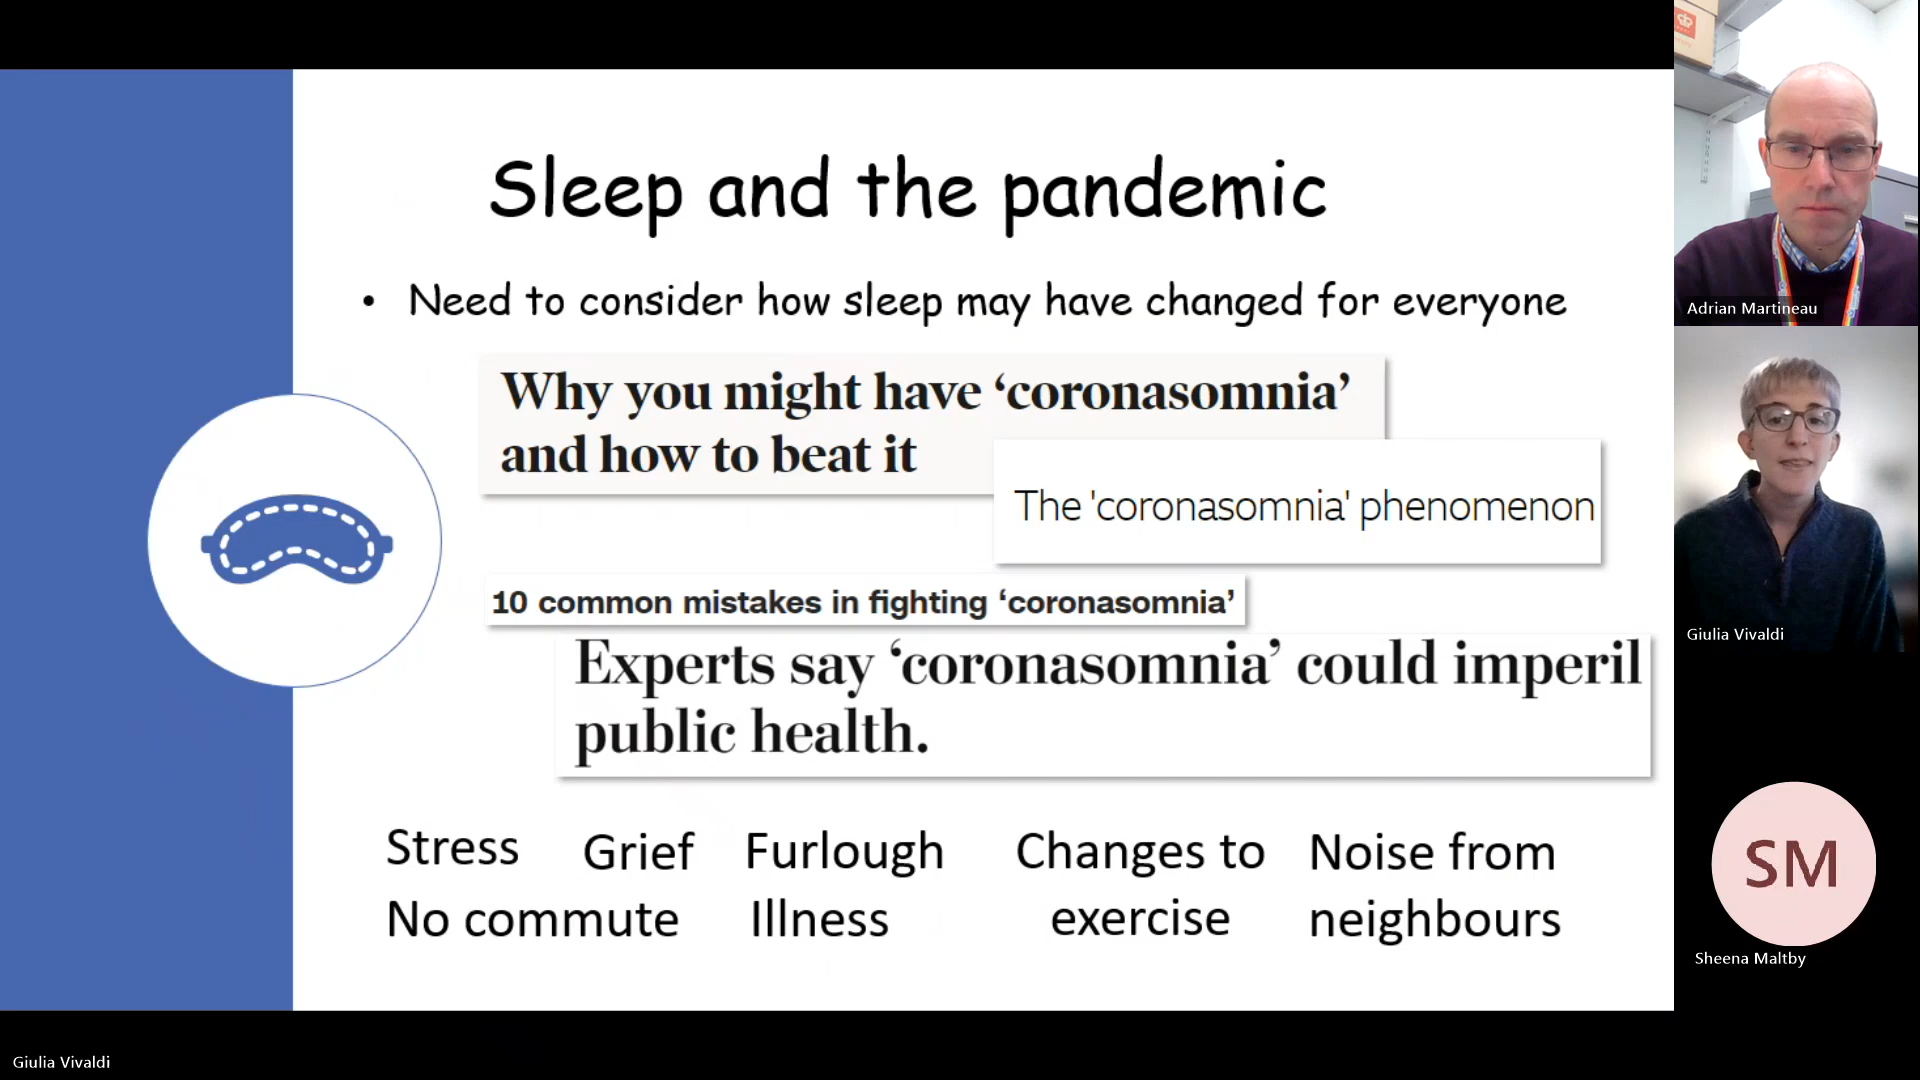 Sleep and the pandemic
• Need to consider how sleep may have changed for everyone
Why you might have ‘coronasomnia’
and how to beat it
The 'coronasomnia' phenomenon
10 common mistakes in fighting ‘coronasomnia’
Experts say ‘coronasomnia’ could imperil
public health.
Stress
Grief
Furlough
Changes to
exercise
Noise from
neighbours
No commute
Illness
Adrian Martineau
Giulia Vivaldi
SM
Sheena Maltby
Giulia Vivaldi